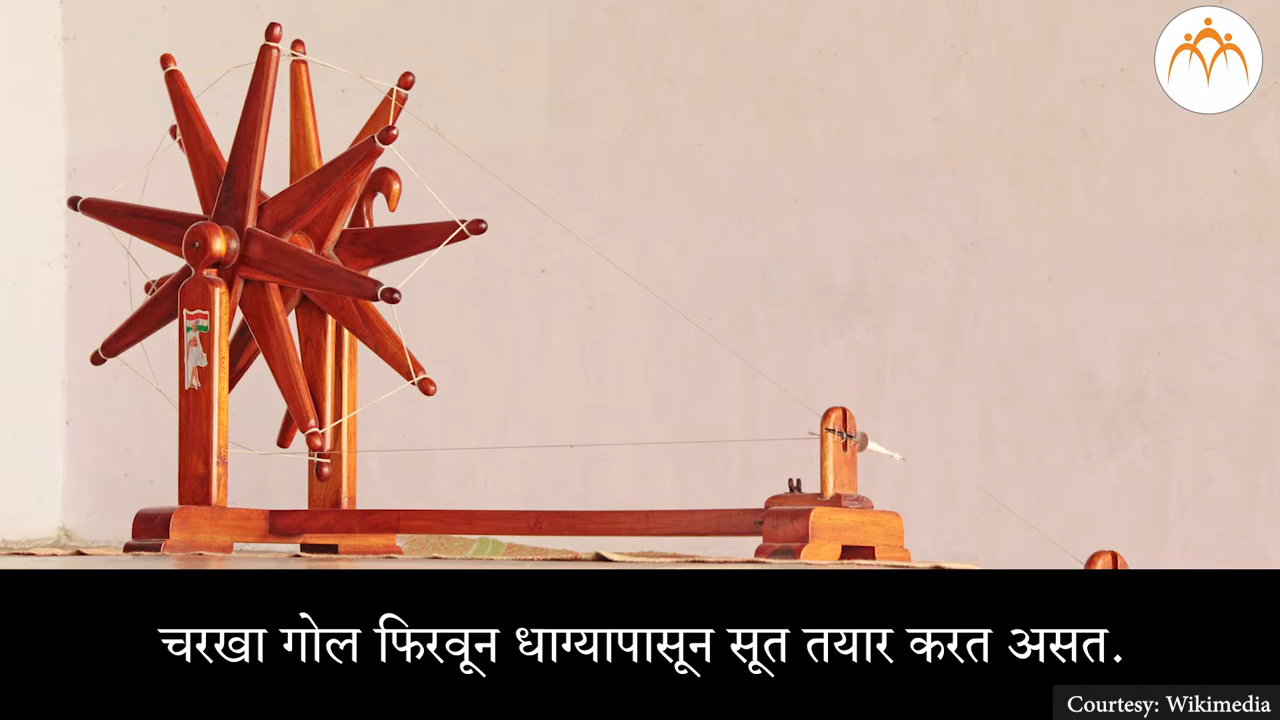 चरखा गोल फिरवून धाग्यापासून सूत तयार करत असत.
Courtesy: Wikimedia